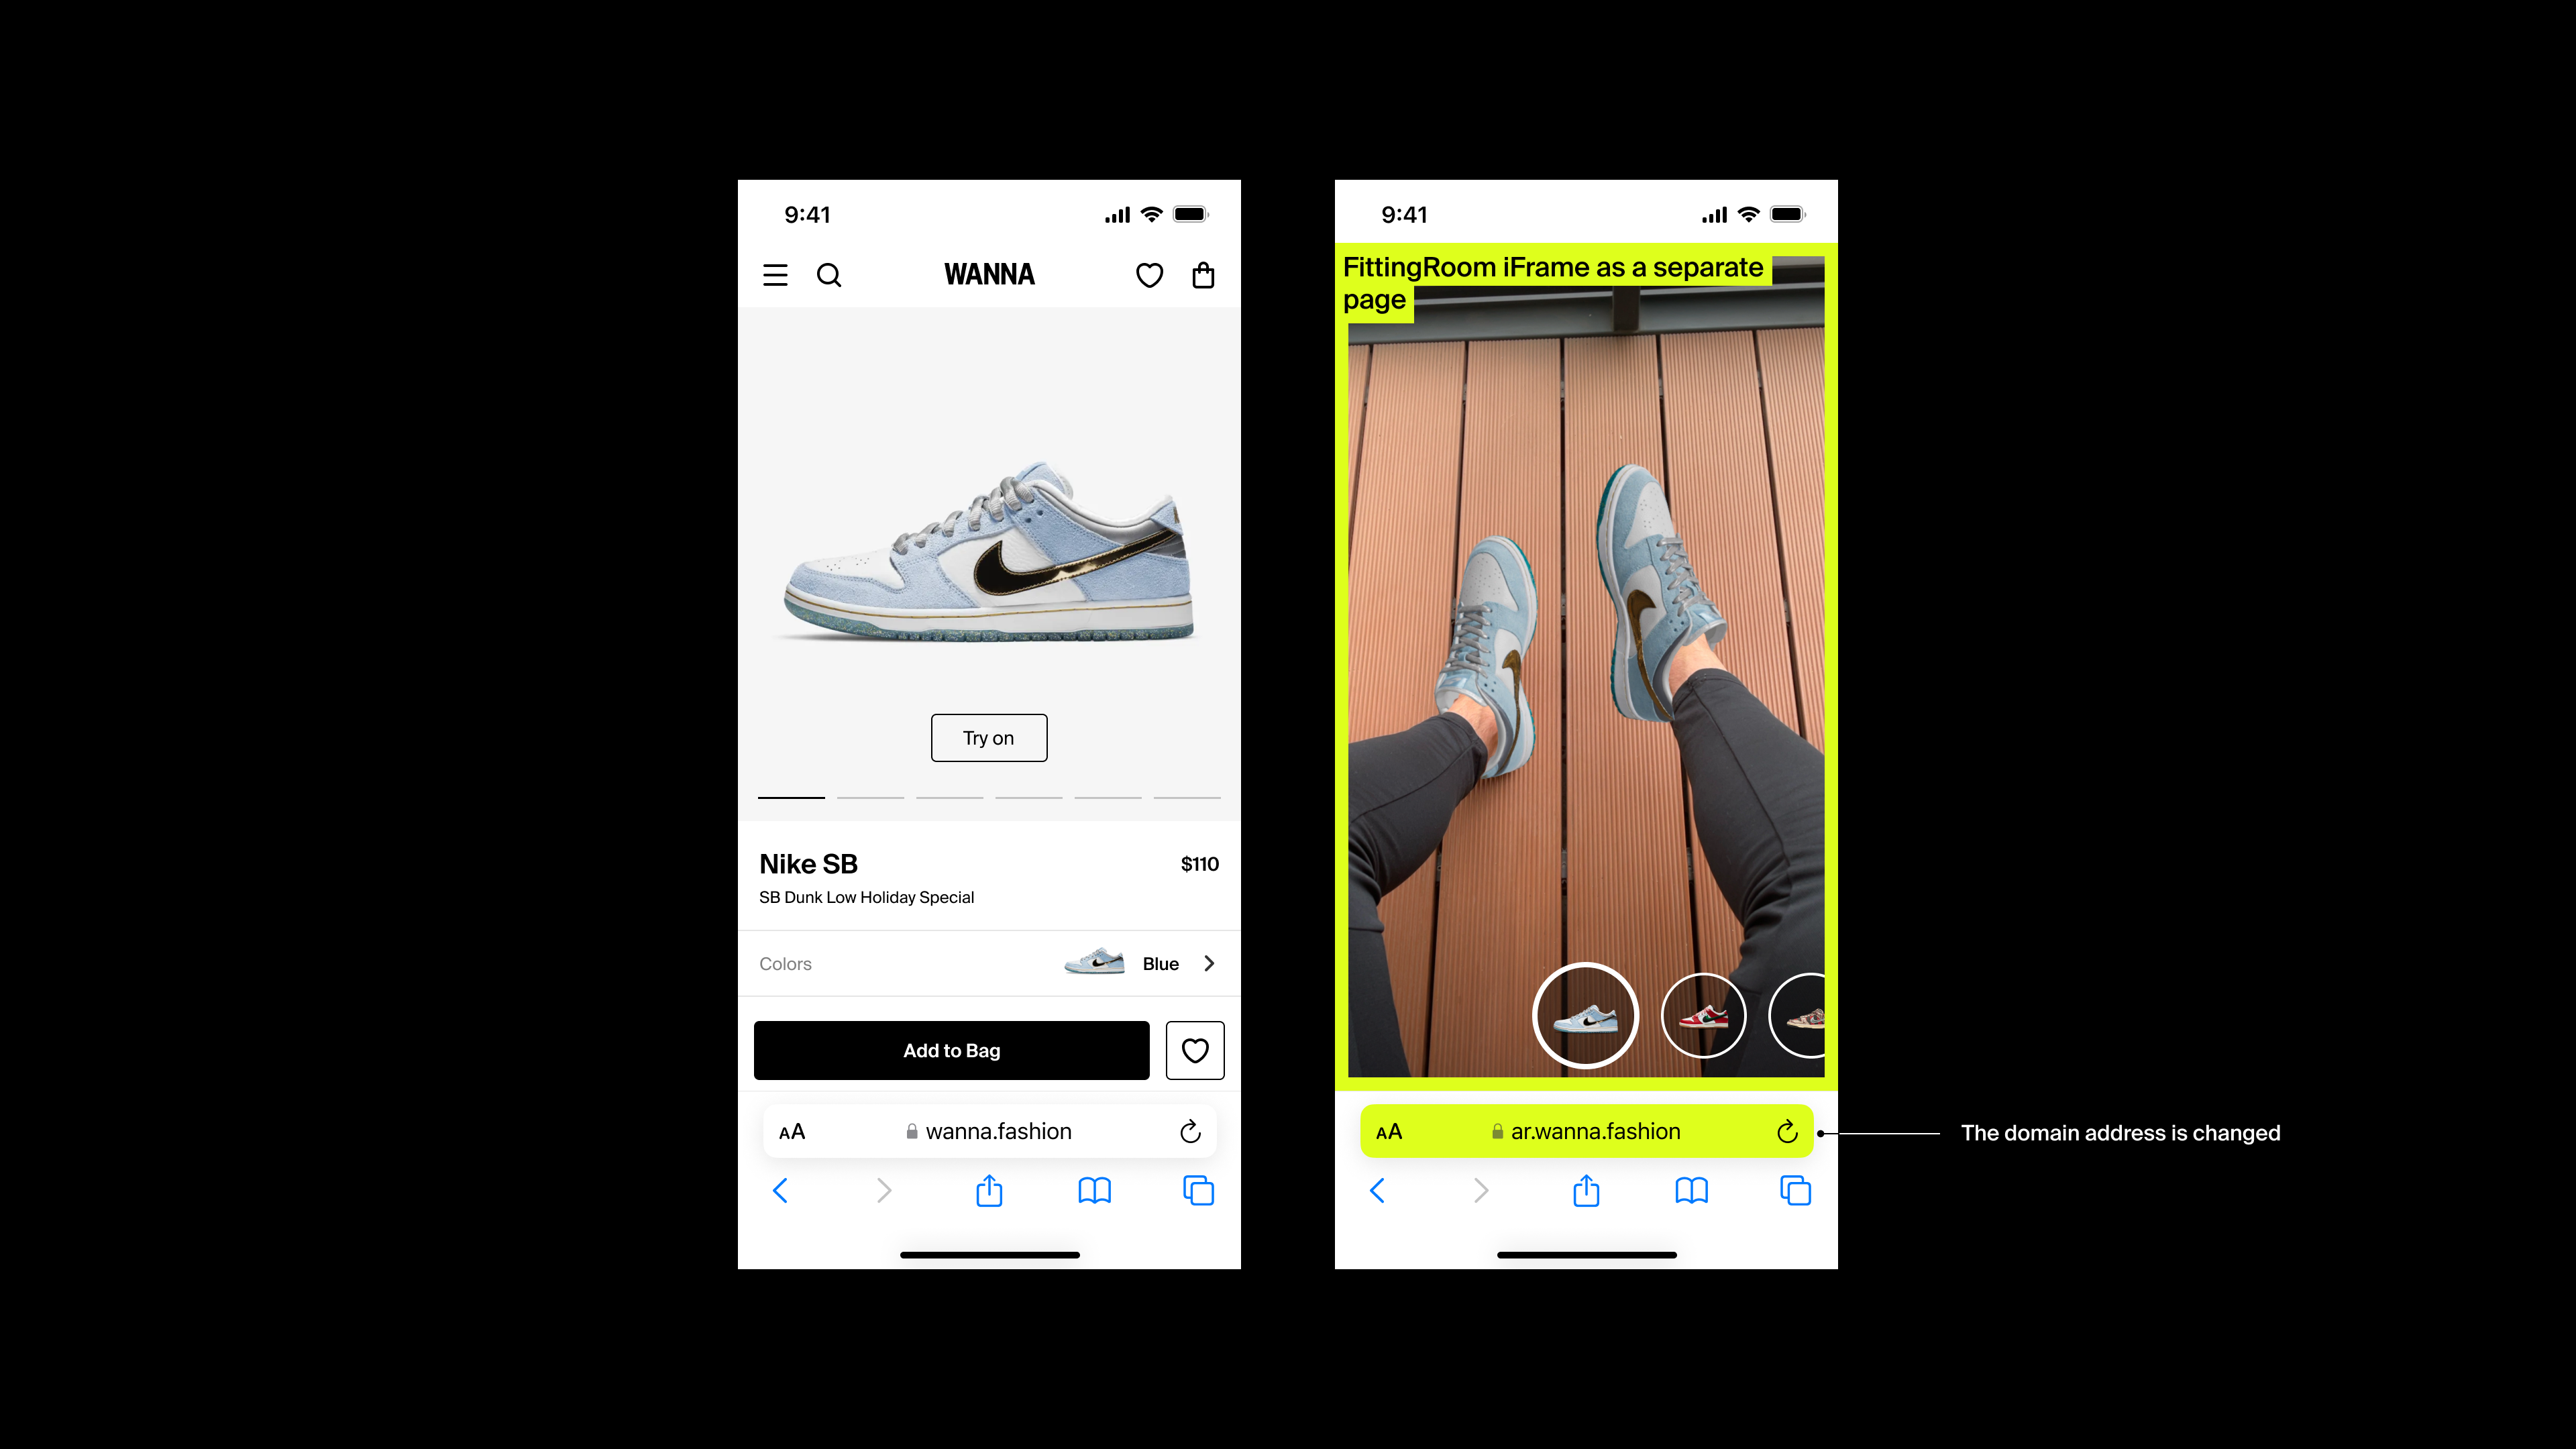 9:41
WANNA
Try on
Nike SB
$110
SB Dunk Low Holiday Special
Colors
Blue
Add to Bag
AA
wanna.fashion
9:41
FittingRoom iFrame as a separate
page
AA
ar.wanna.fashion
The domain address is changed